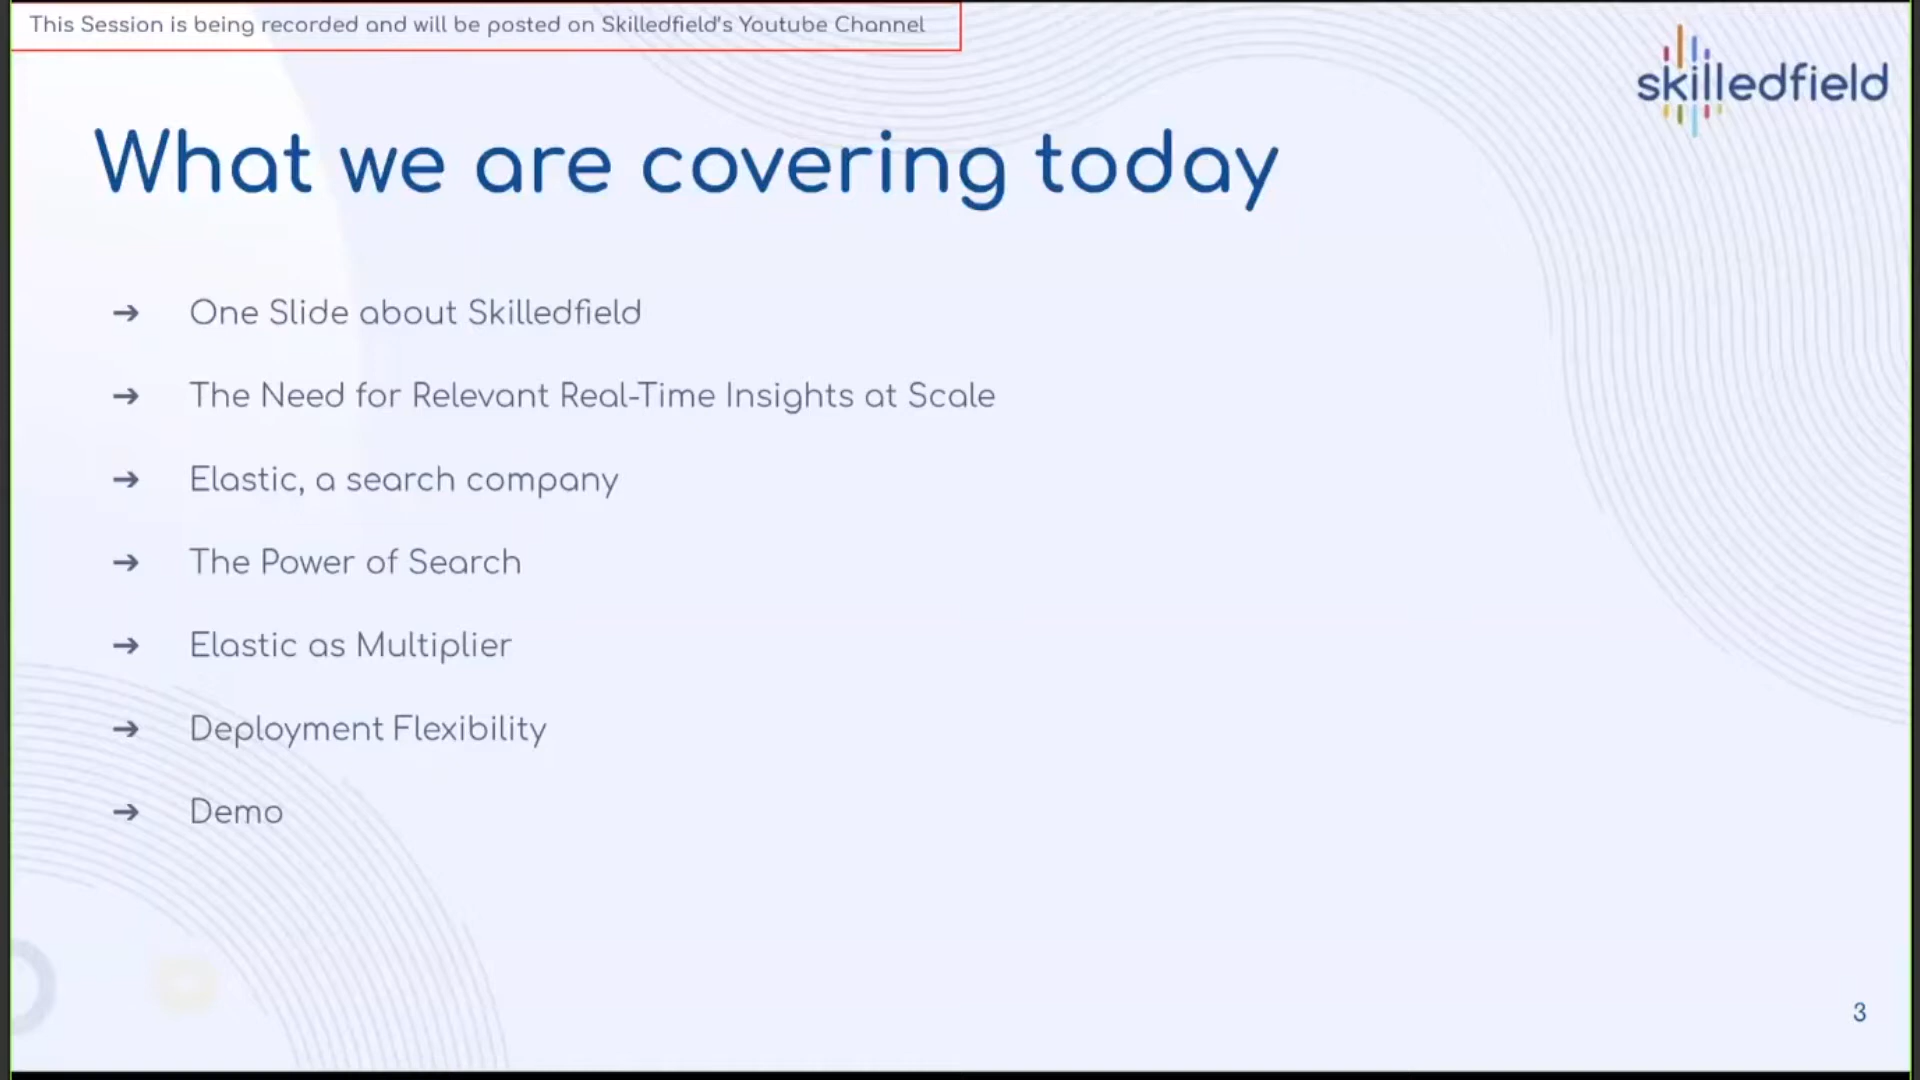 This Session is being recorded and will be posted on Skilledfield's Youtube Channel
skilledfield
What we are covering today
➔ One Slide about Skilledfield
➔ The Need for Relevant Real-Time Insights at Scale
➔ Elastic, a search company
➔ The Power of Search
➔ Elastic as Multiplier
➔ Deployment Flexibility
➔ Demo
3